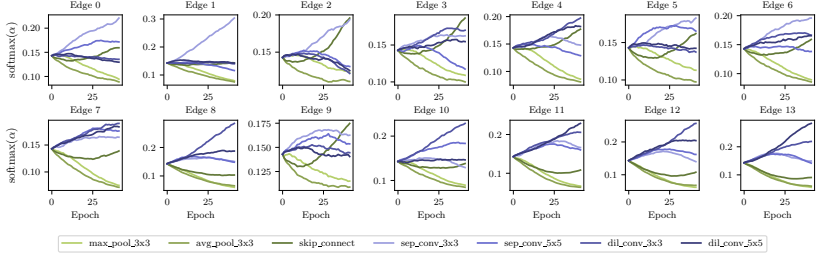 Edge 0 Edge 1 Edge 2 Edge 3 Edge 4 Edge 5 Edge 6
softmax(α)
0.20 0.15 0.10
0.3 0.2 0.1
0.20 0.15
0.15 0.10
0.20 0.15 0.10
0.15 0.10
0.20 0.15 0.10
0 25 0 25 0 25 0 25 0 25 0 25 0 25
Edge 7 Edge 8 Edge 9 Edge 10 Edge 11 Edge 12 Edge 13
softmax(α)
0.15 0.10
0.2 0.1
0.175 0.150 0.125
0.2 0.1
0.2 0.1
0.2 0.1
0.2 0.1
0 25 0 25 0 25 0 25 0 25 0 25 0 25
Epoch Epoch Epoch Epoch Epoch Epoch Epoch
max_pool_3x3 avg_pool_3x3 skip_connect sep_conv_3x3 sep_conv_5x5 dil_conv_3x3 dil_conv_5x5